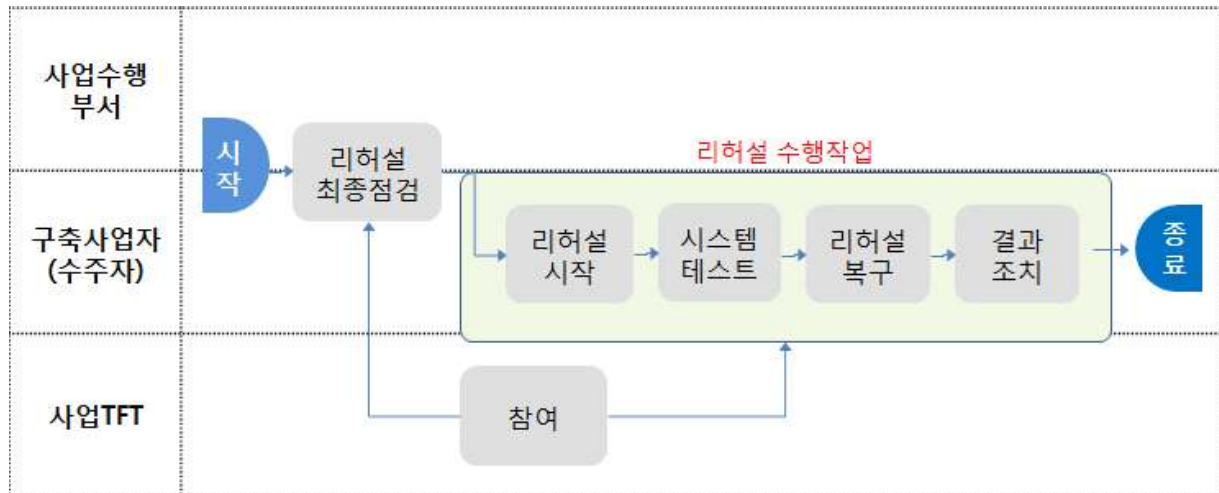 사업수행
부서
시
작
리허설
최종점검
리허설 수행작업
구축사업자
(수주자)
리허설
시작
시스템
테스트
리허설
복구
결과
조치
종
료
사업TFT
참여